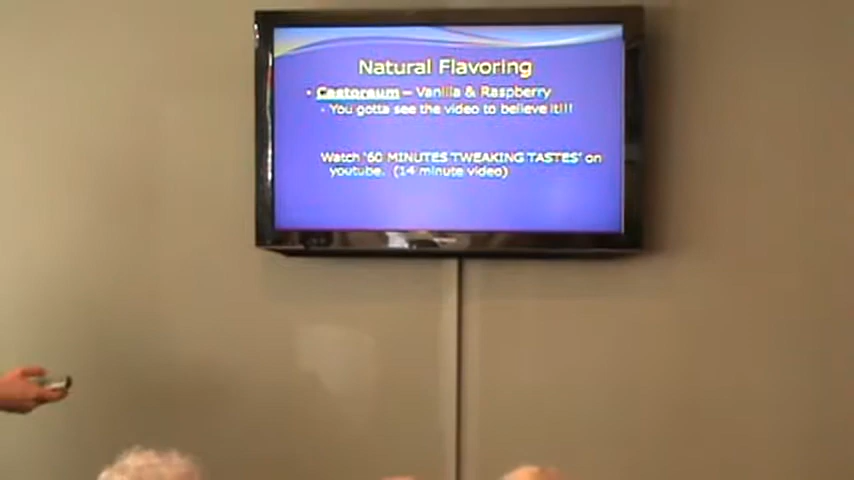 Natural Flavoring
• Castoreum – Vanilla & Raspberry
- You gotta see the video to believe it!!!
Watch '60 MINUTES TWEAKING TASTES' on
youtube. (14 minute video)